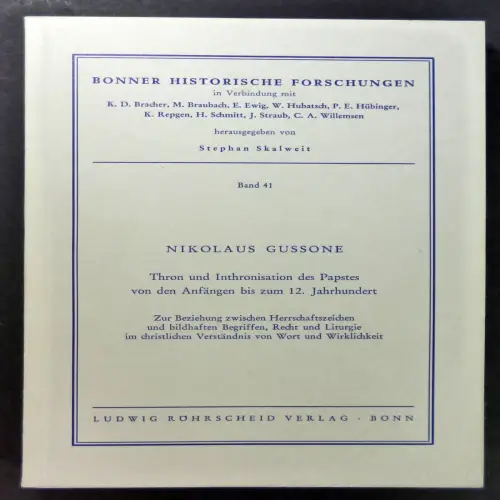 BONNER HISTORISCHE FORSCHUNGEN
in Verbindung mit
K. D. Bracher, M. Braubach, E. Ewig, W. Hubatsch, P. E. Hübinger,
K. Repgen, H. Schmitt, J. Straub, C. A. Willemsen
herausgegeben von
Stephan Skalweit
Band 41
NIKOLAUS GUSSONE
Thron und Inthronisation des Papstes
von den Anfängen bis zum 12. Jahrhundert
Zur Beziehung zwischen Herrschaftszeichen
und bildhaften Begriffen, Recht und Liturgie
im christlichen Verständnis von Wort und Wirklichkeit
LUDWIG RÖHRSCHEID VERLAG · BONN